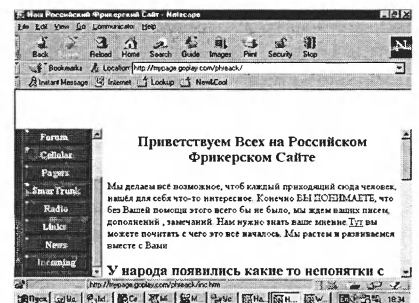 Наш Российский Фрикерский Сайт - Netscape
File Edit View Go Communicator Help
Back Reload Home Search Guide Images Print Security Stop
Bookmarks Location: http://mypage.goplay.com/phreack/
Instant Message Internet Lookup New&Cool
Forum
Cellular
Pagers
SmarTrunk
Radio
Links
News
Incoming
Приветствуем Всех на Российском
Фрикерском Сайте
Мы делаем всё возможное, чтоб каждый приходящий сюда человек,
нашёл для себя что-то интересное. Конечно ВЫ ПОНИМАЕТЕ, что
без Вашей помощи этого всего бы не было, мы ждем ваших писем,
дополнений , замечаний. Нам нужно знать ваше мнение.Тут вы
можете почитать с чего это всё началось. Мы растем и развиваемся
вместе с Вами
У народа появились какие то непонятки с
http://mypage.goplay.com/phreack/inc.htm